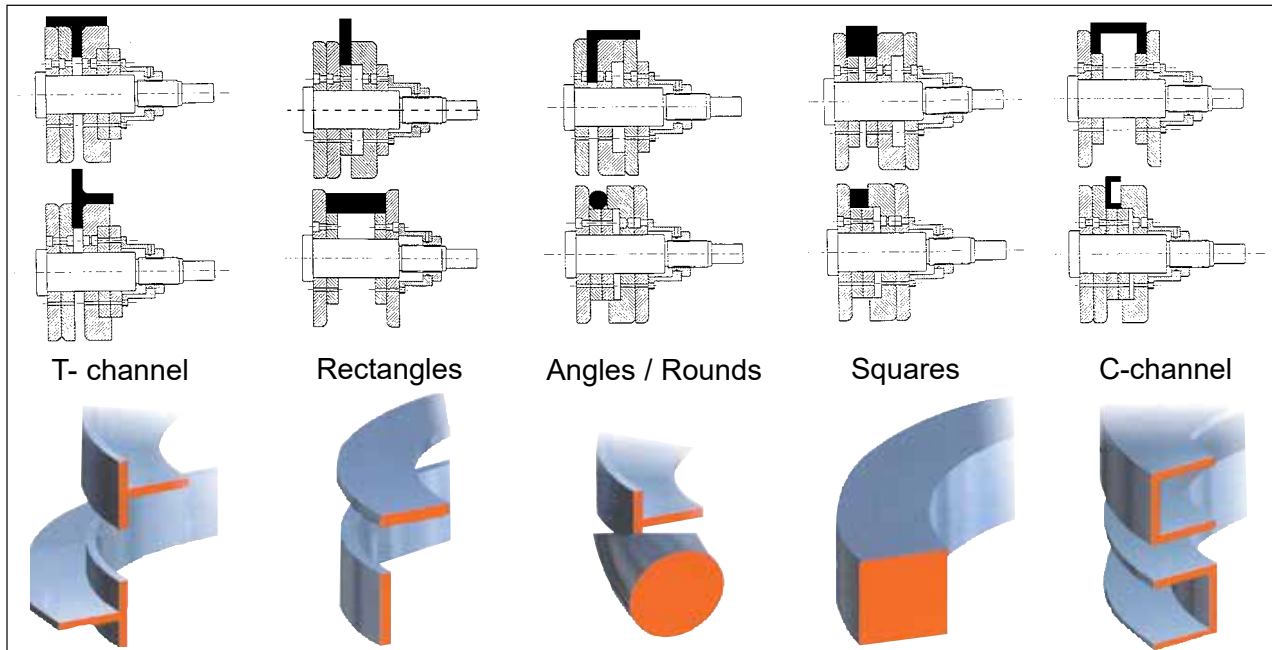 T- channel
Rectangles
Angles / Rounds
Squares
C-channel